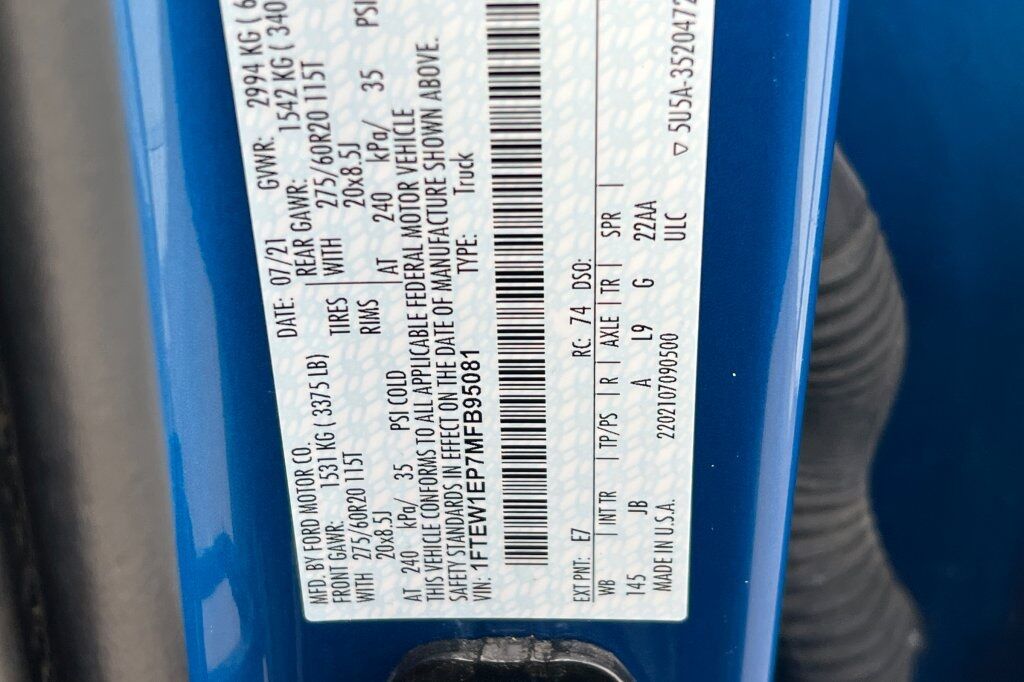 MFD. BY FORD MOTOR CO. DATE: 07/21 GVWR: 2994 KG (
FRONT GAWR: 1531 KG ( 3375 LB) REAR GAWR: 1542 KG ( 340
WITH 275/60R20 115T TIRES WITH 275/60R20 115T
20x8.5J RIMS 20x8.5J
AT 240 kPa/ 35 PSI COLD AT 240 kPa/ 35 PSI
THIS VEHICLE CONFORMS TO ALL APPLICABLE FEDERAL MOTOR VEHICLE
SAFETY STANDARDS IN EFFECT ON THE DATE OF MANUFACTURE SHOWN ABOVE.
VIN: 1FTEW1EP7MFB95081 TYPE: Truck
EXT PNT: E7 RC: 74 DSO:
WB | INT TR | TP/PS | R | AXLE | TR | SPR |
145 JB A L9 G 22AA
MADE IN U.S.A. 2202107090500 ULC
▽ 5U5A-3520472